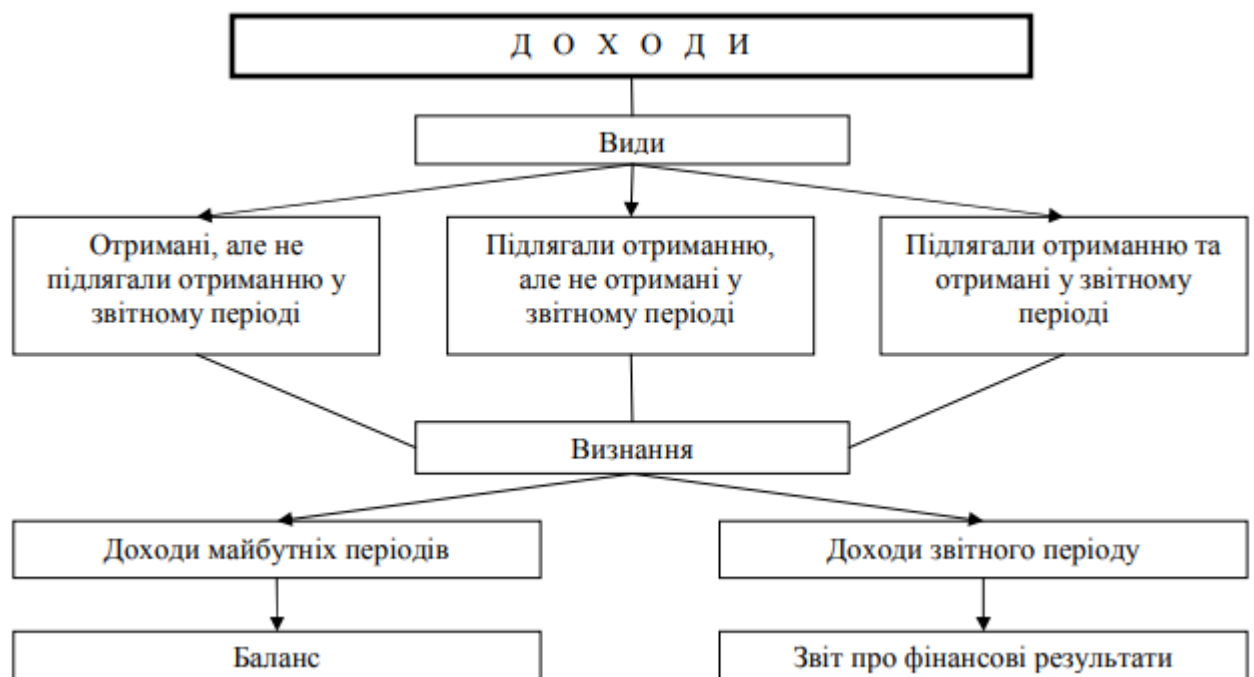 Д О Х О Д И
Види
Отримані, але не
підлягали отриманню у
звітному періоді
Підлягали отриманню,
але не отримані у
звітному періоді
Підлягали отриманню та
отримані у звітному
періоді
Визнання
Доходи майбутніх періодів
Доходи звітного періоду
Баланс
Звіт про фінансові результати